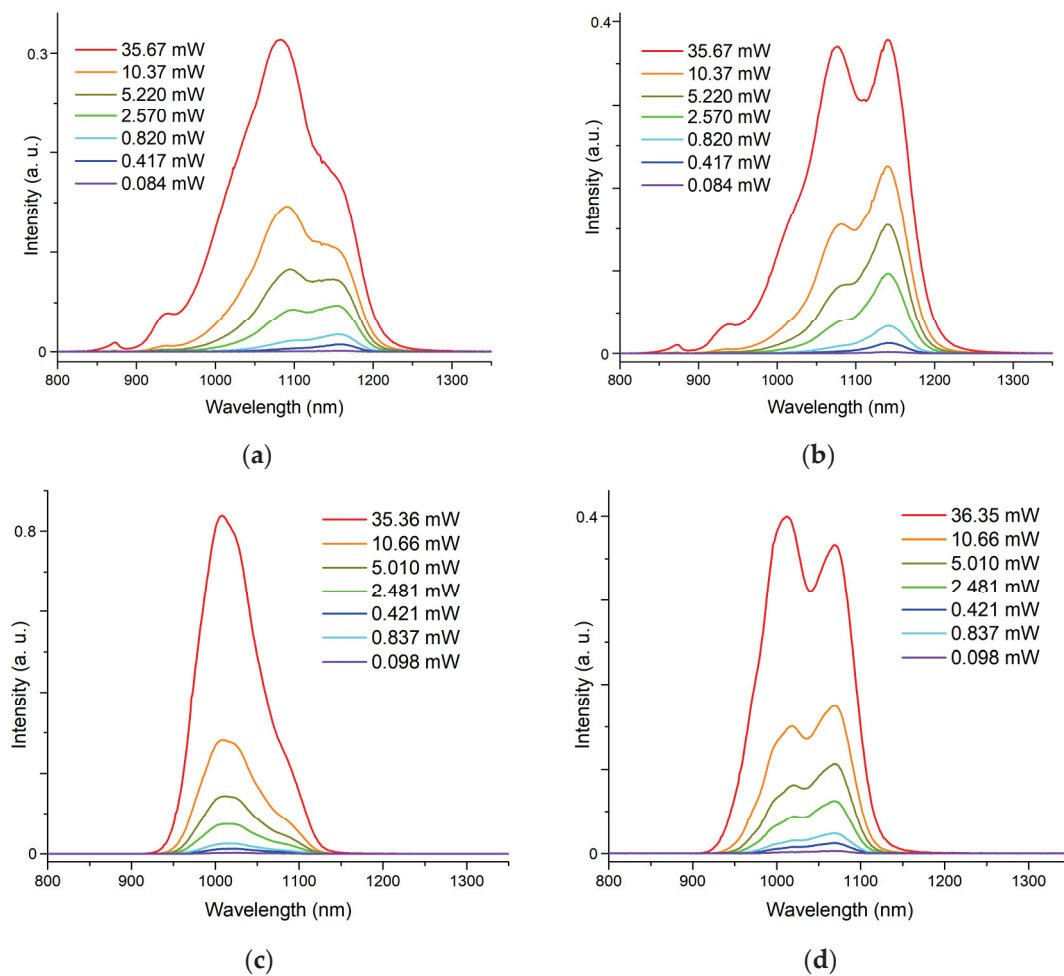 0.3
35.67 mW
10.37 mW
5.220 mW
2.570 mW
0.820 mW
0.417 mW
0.084 mW
Intensity (a. u.)
0
800 900 1000 1100 1200 1300
Wavelength (nm)
(a)
0.4
35.67 mW
10.37 mW
5.220 mW
2.570 mW
0.820 mW
0.417 mW
0.084 mW
Intensity (a.u.)
0
800 900 1000 1100 1200 1300
Wavelength (nm)
(b)
0.8
35.36 mW
10.66 mW
5.010 mW
2.481 mW
0.421 mW
0.837 mW
0.098 mW
Intensity (a. u.)
0
800 900 1000 1100 1200 1300
Wavelength (nm)
(c)
0.4
36.35 mW
10.66 mW
5.010 mW
2.481 mW
0.421 mW
0.837 mW
0.098 mW
Intensity (a. u.)
0
800 900 1000 1100 1200 1300
Wavelength (nm)
(d)